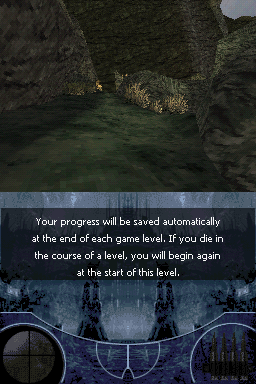 Your progress will be saved automatically
at the end of each game level. If you die in
the course of a level, you will begin again
at the start of this level.